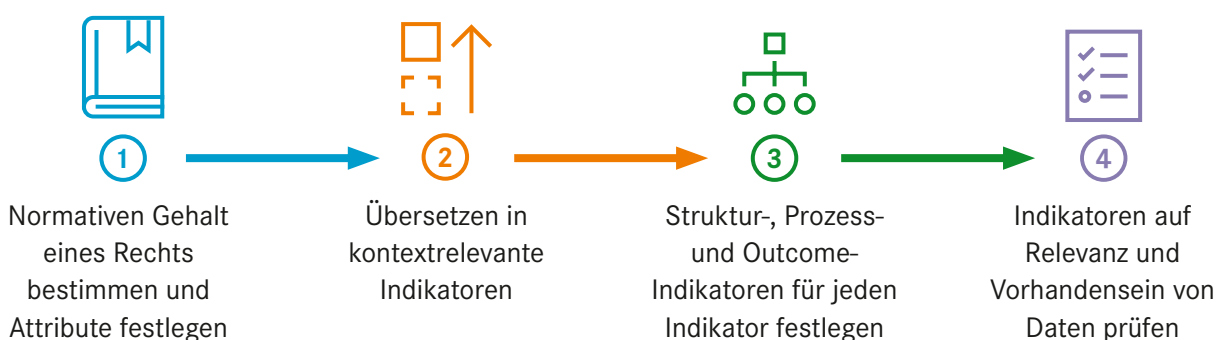 1
Normativen Gehalt
eines Rechts
bestimmen und
Attribute festlegen
2
Übersetzen in
kontextrelevante
Indikatoren
3
Struktur-, Prozess-
und Outcome-
Indikatoren für jeden
Indikator festlegen
4
Indikatoren auf
Relevanz und
Vorhandensein von
Daten prüfen